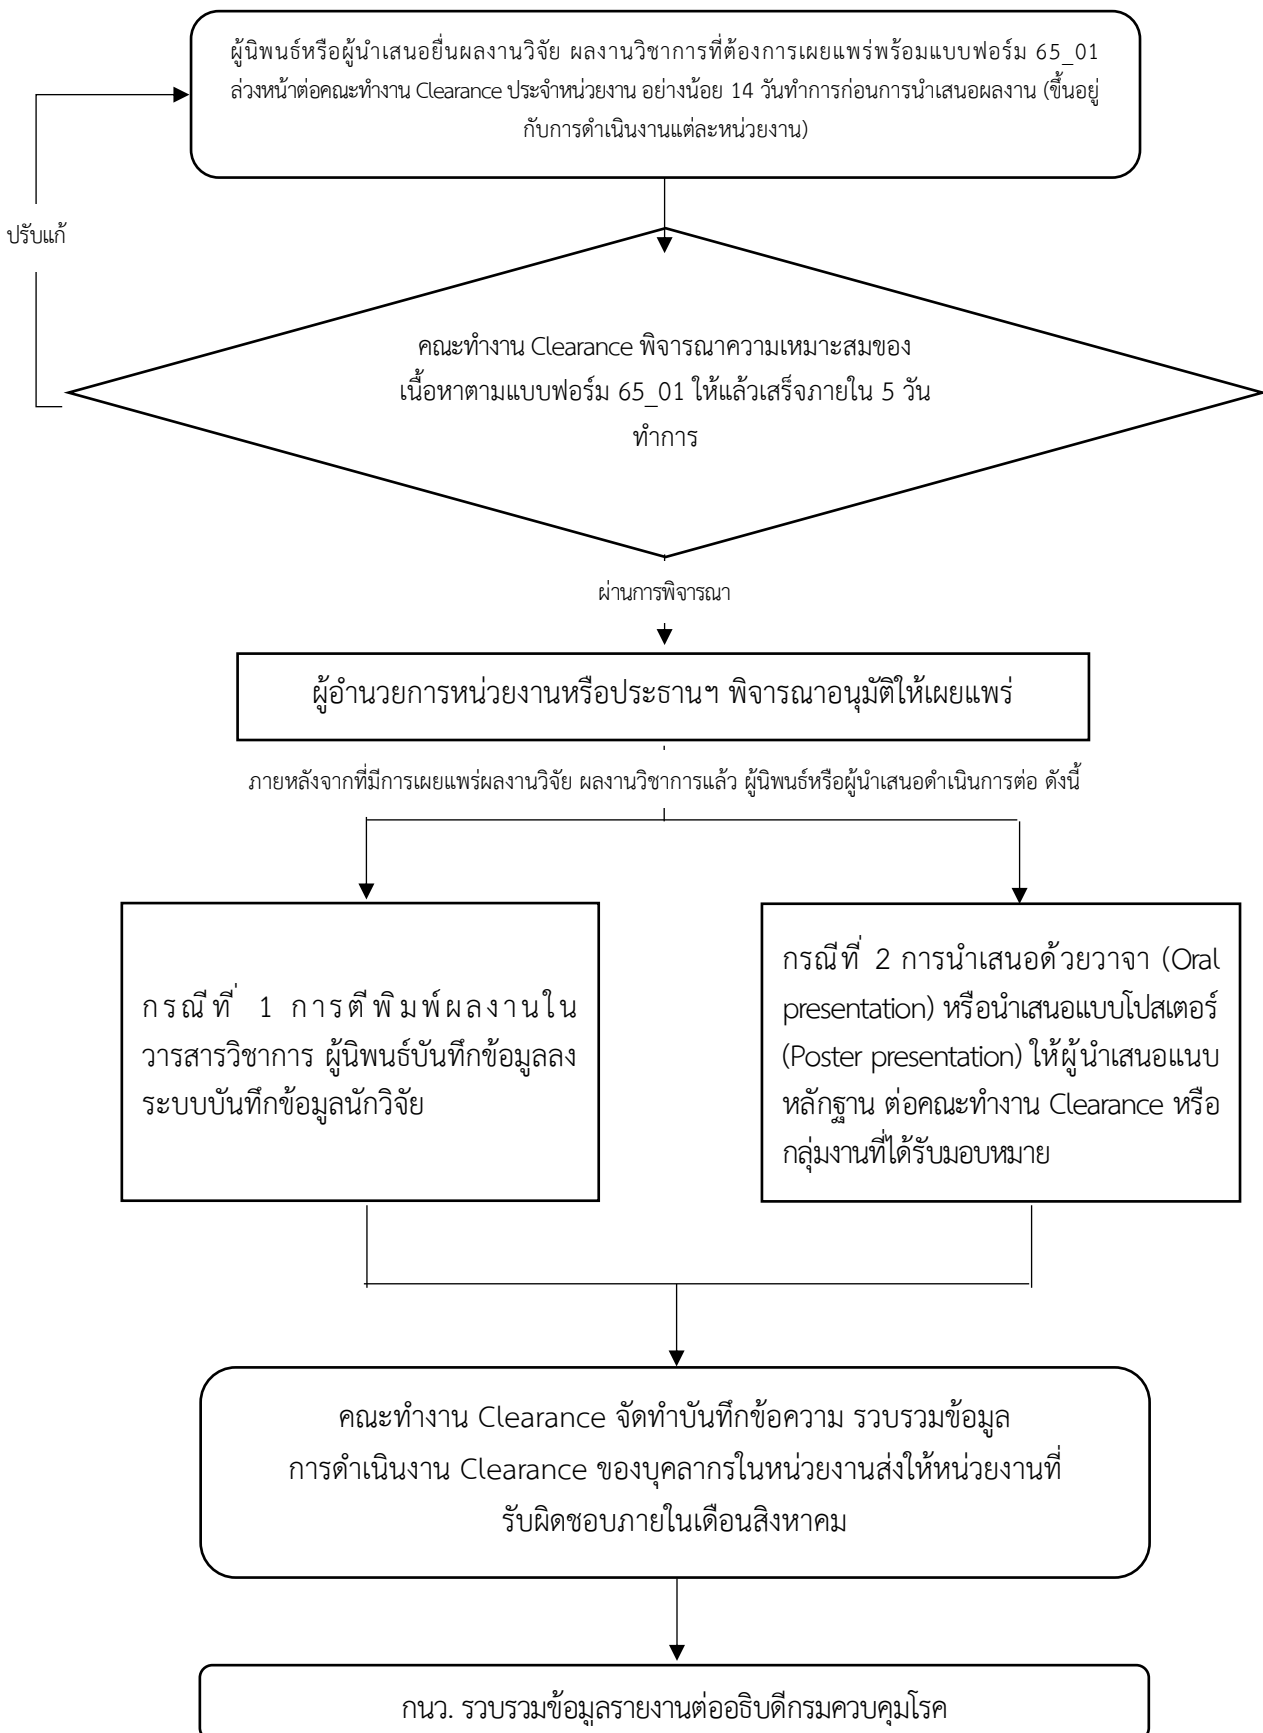 ผู้นิพนธ์หรือผู้นำเสนอยื่นผลงานวิจัย ผลงานวิชาการที่ต้องการเผยแพร่พร้อมแบบฟอร์ม 65_01
ล่วงหน้าต่อคณะทำงาน Clearance ประจำหน่วยงาน อย่างน้อย 14 วันทำการก่อนการนำเสนอผลงาน (ขึ้นอยู่
กับการดำเนินงานแต่ละหน่วยงาน)
ปรับแก้
คณะทำงาน Clearance พิจารณาความเหมาะสมของ
เนื้อหาตามแบบฟอร์ม 65_01 ให้แล้วเสร็จภายใน 5 วัน
ทำการ
ผ่านการพิจารณา
ผู้อำนวยการหน่วยงานหรือประธานฯ พิจารณาอนุมัติให้เผยแพร่
ภายหลังจากที่มีการเผยแพร่ผลงานวิจัย ผลงานวิชาการแล้ว ผู้นิพนธ์หรือผู้นำเสนอดำเนินการต่อ ดังนี้
กรณีที่ 1 การตีพิมพ์ผลงานใน
วารสารวิชาการ ผู้นิพนธ์บันทึกข้อมูลลง
ระบบบันทึกข้อมูลนักวิจัย
กรณีที่ 2 การนำเสนอด้วยวาจา (Oral
presentation) หรือนำเสนอแบบโปสเตอร์
(Poster presentation) ให้ผู้นำเสนอแนบ
หลักฐาน ต่อคณะทำงาน Clearance หรือ
กลุ่มงานที่ได้รับมอบหมาย
คณะทำงาน Clearance จัดทำบันทึกข้อความ รวบรวมข้อมูล
การดำเนินงาน Clearance ของบุคลากรในหน่วยงานส่งให้หน่วยงานที่
รับผิดชอบภายในเดือนสิงหาคม
กนว. รวบรวมข้อมูลรายงานต่ออธิบดีกรมควบคุมโรค